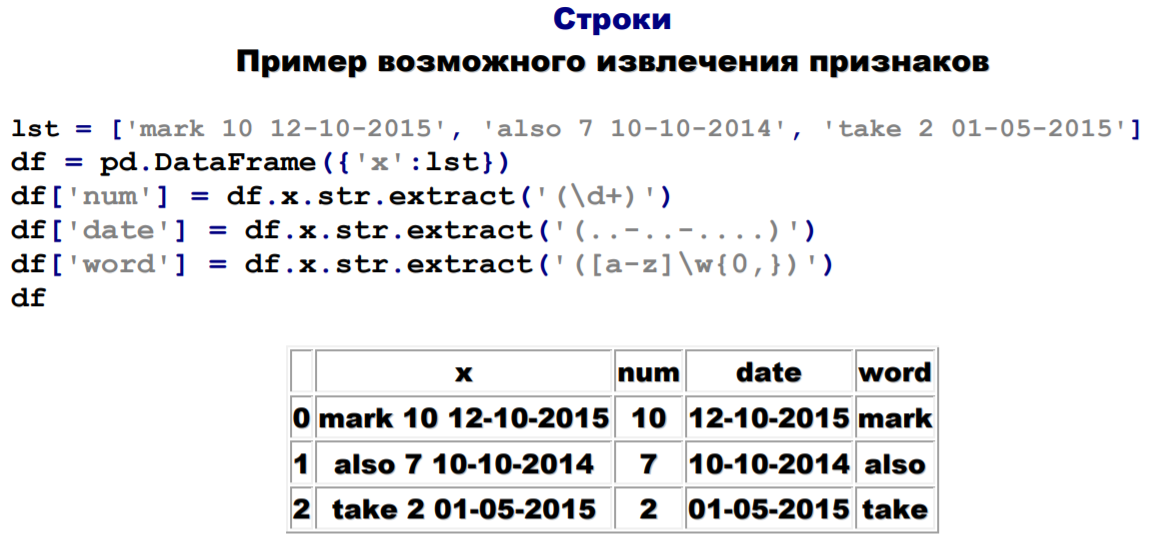 Строки
Пример возможного извлечения признаков
lst = ['mark 10 12-10-2015', 'also 7 10-10-2014', 'take 2 01-05-2015']
df = pd.DataFrame({'x':lst})
df['num'] = df.x.str.extract('(\d+)')
df['date'] = df.x.str.extract('(..-..-....)')
df['word'] = df.x.str.extract('([a-z]\w{0,})')
df
x num date word
0 mark 10 12-10-2015 10 12-10-2015 mark
1 also 7 10-10-2014 7 10-10-2014 also
2 take 2 01-05-2015 2 01-05-2015 take